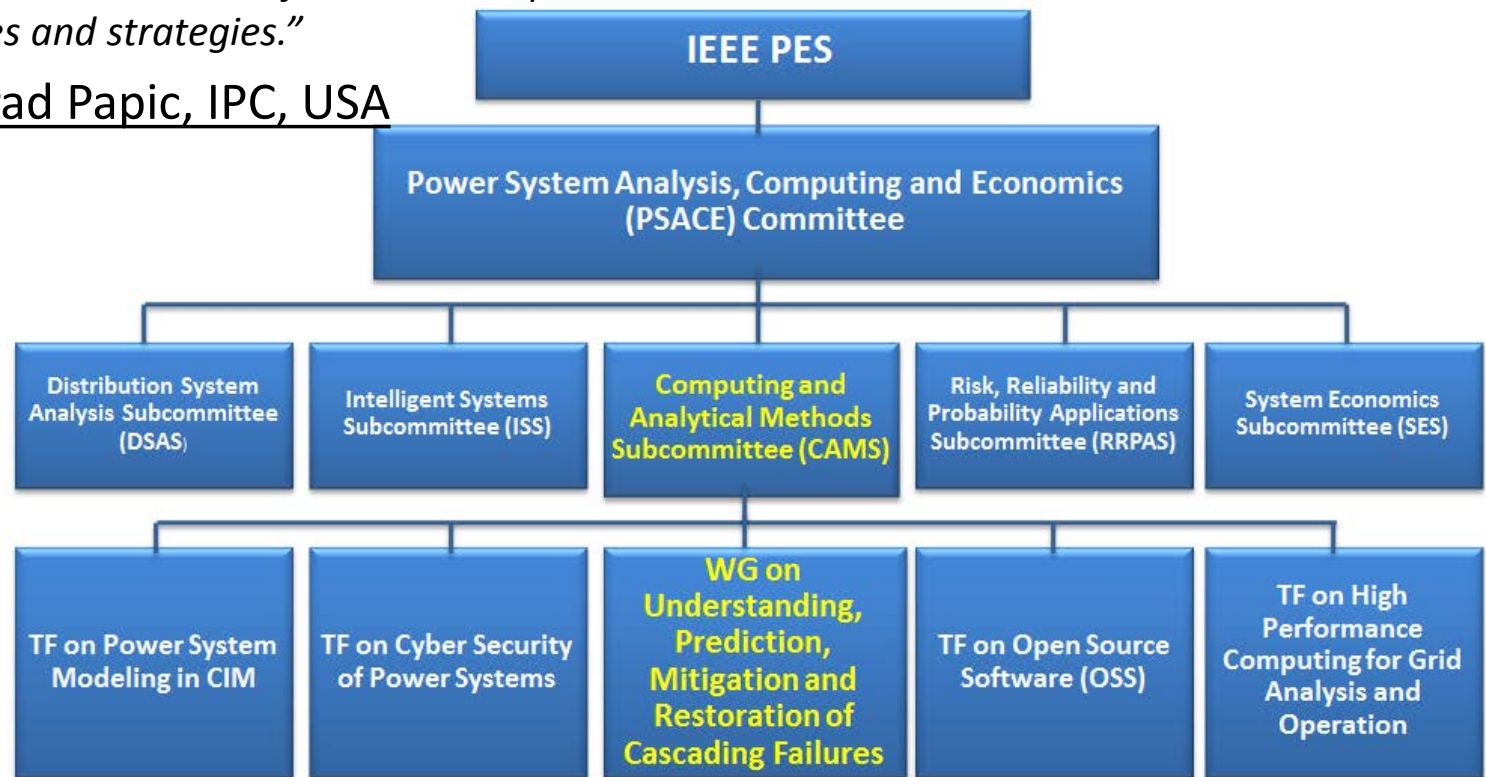 es and strategies.”
ad Papic, IPC, USA
IEEE PES
Power System Analysis, Computing and Economics
(PSACE) Committee
Distribution System
Analysis Subcommittee
(DSAS)
Intelligent Systems
Subcommittee (ISS)
Computing and
Analytical Methods
Subcommittee (CAMS)
Risk, Reliability and
Probability Applications
Subcommittee (RRPAS)
System Economics
Subcommittee (SES)
TF on Power System
Modeling in CIM
TF on Cyber Security
of Power Systems
WG on
Understanding,
Prediction,
Mitigation and
Restoration of
Cascading Failures
TF on Open Source
Software (OSS)
TF on High
Performance
Computing for Grid
Analysis and
Operation